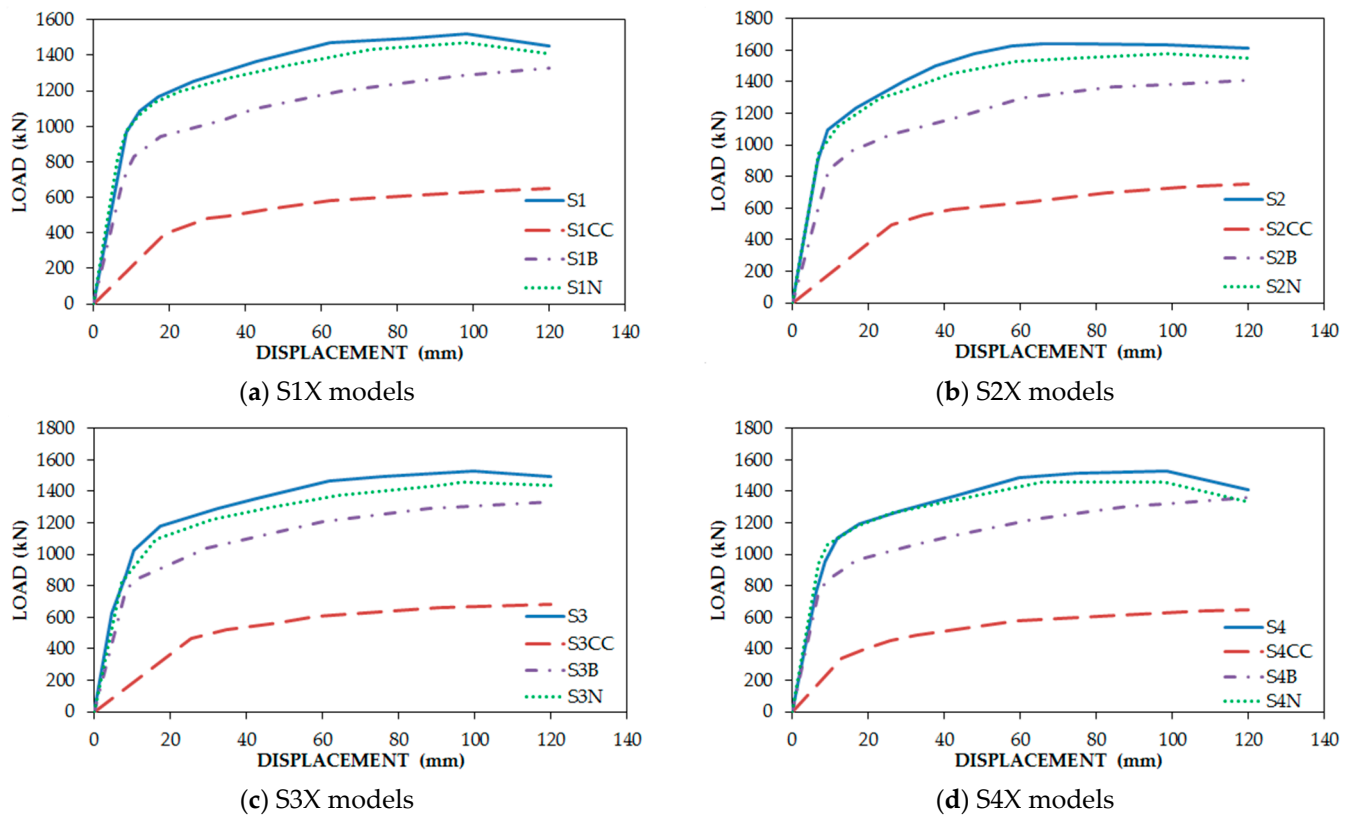 1600
1400
1200
1000
800
600
400
200
0
LOAD (kN)
0 20 40 60 80 100 120 140
DISPLACEMENT (mm)
S1
S1CC
S1B
S1N
(a) S1X models
1800
1600
1400
1200
1000
800
600
400
200
0
LOAD (kN)
0 20 40 60 80 100 120 140
DISPLACEMENT (mm)
S2
S2CC
S2B
S2N
(b) S2X models
1800
1600
1400
1200
1000
800
600
400
200
0
LOAD (kN)
0 20 40 60 80 100 120 140
DISPLACEMENT (mm)
S3
S3CC
S3B
S3N
(c) S3X models
1800
1600
1400
1200
1000
800
600
400
200
0
LOAD (kN)
0 20 40 60 80 100 120 140
DISPLACEMENT (mm)
S4
S4CC
S4B
S4N
(d) S4X models